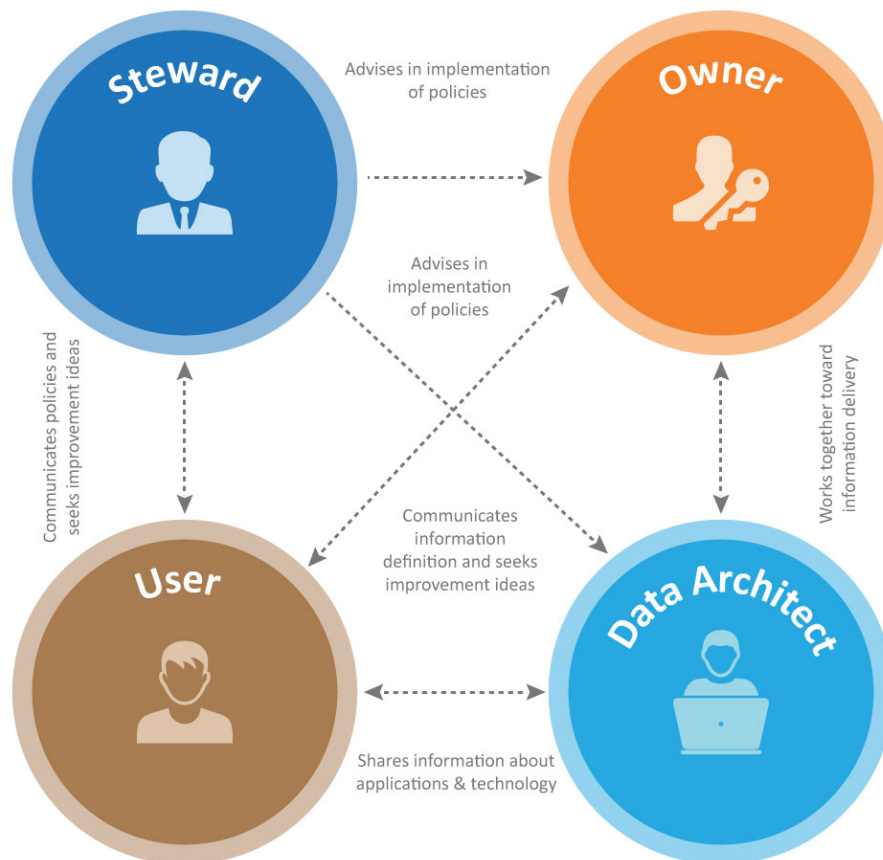 Steward
Advises in implementation
of policies
Owner
Advises in
implementation
of policies
Communicates policies and
seeks improvement ideas
Works together toward
information delivery
Communicates
information
definition and seeks
improvement ideas
User
Data Architect
Shares information about
applications & technology